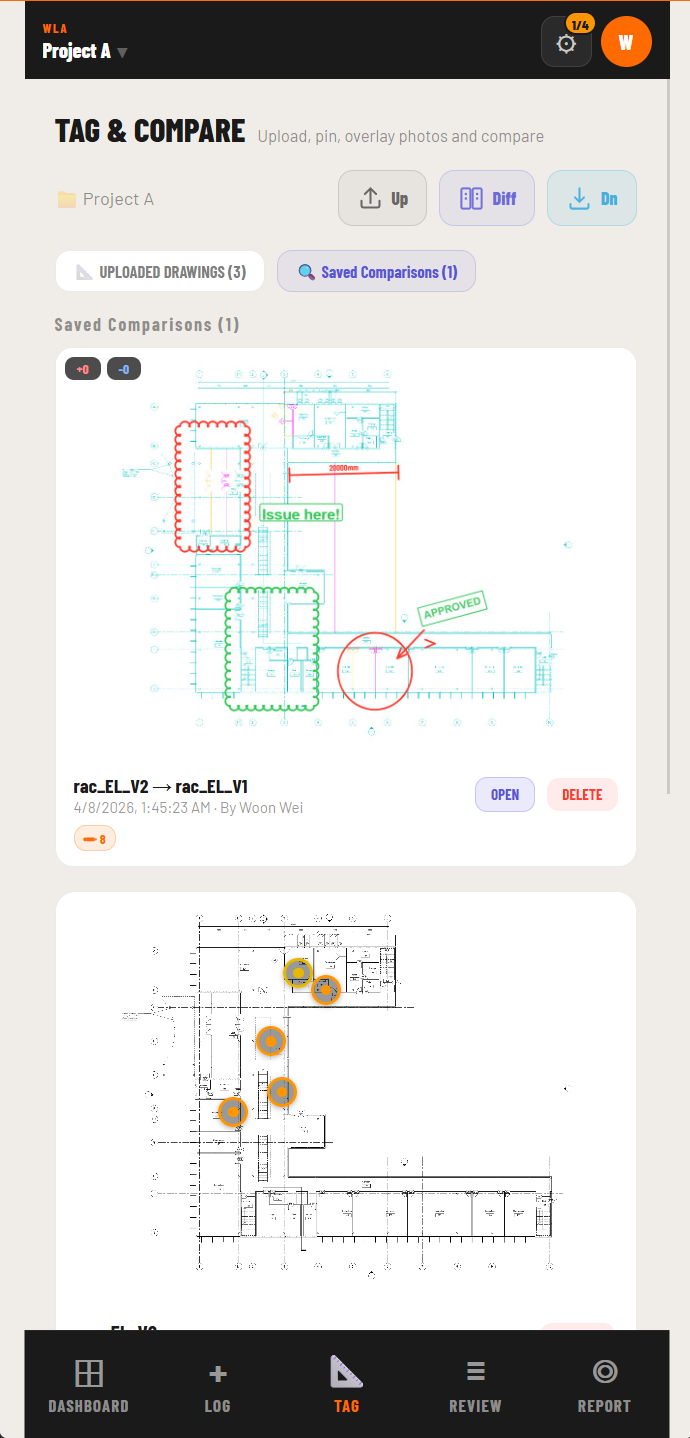 WLA
Project A ▼
1/4
W
TAG & COMPARE
Upload, pin, overlay photos and compare
Project A
Up
Diff
Dn
UPLOADED DRAWINGS (3)
Saved Comparisons (1)
Saved Comparisons (1)
+0
-0
20000mm
Issue here!
APPROVED
rac_EL_V2 → rac_EL_V1
4/8/2026, 1:45:23 AM · By Woon Wei
OPEN
DELETE
8
DASHBOARD
LOG
TAG
REVIEW
REPORT